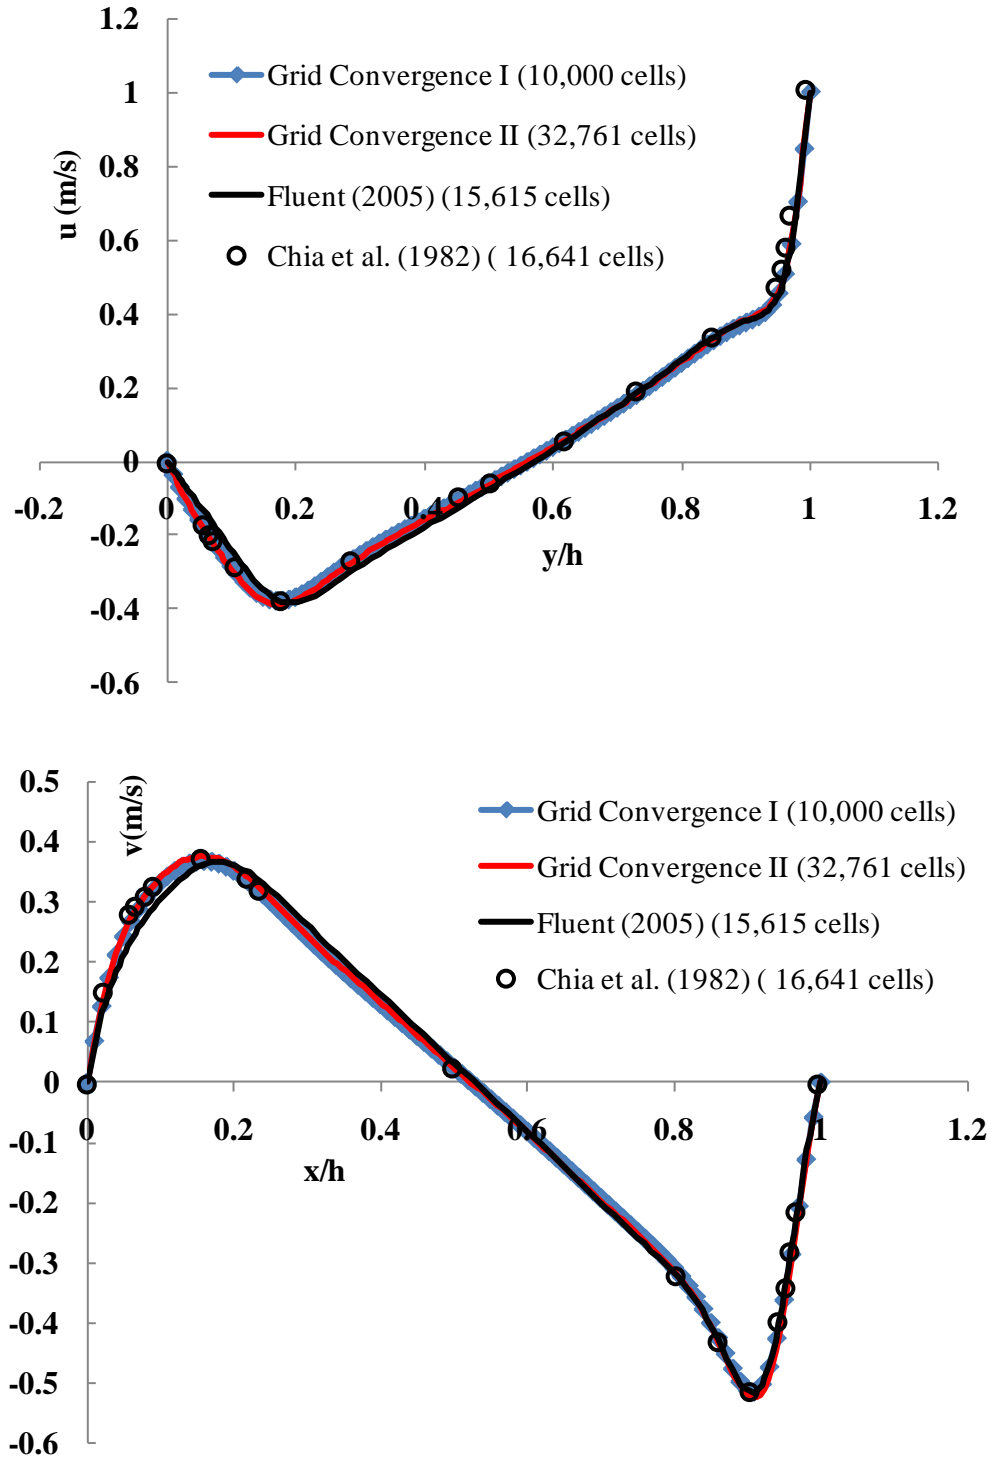 1.2
1
0.8
0.6
0.4
0.2
0
-0.2
-0.4
-0.6
u (m/s)
Grid Convergence I (10,000 cells)
Grid Convergence II (32,761 cells)
Fluent (2005) (15,615 cells)
Chia et al. (1982) ( 16,641 cells)
-0.2 0 0.2 0.4 0.6 0.8 1 1.2
y/h
0.5
0.4
0.3
0.2
0.1
0
-0.1
-0.2
-0.3
-0.4
-0.5
-0.6
v(m/s)
Grid Convergence I (10,000 cells)
Grid Convergence II (32,761 cells)
Fluent (2005) (15,615 cells)
Chia et al. (1982) ( 16,641 cells)
0 0.2 0.4 0.6 0.8 1 1.2
x/h